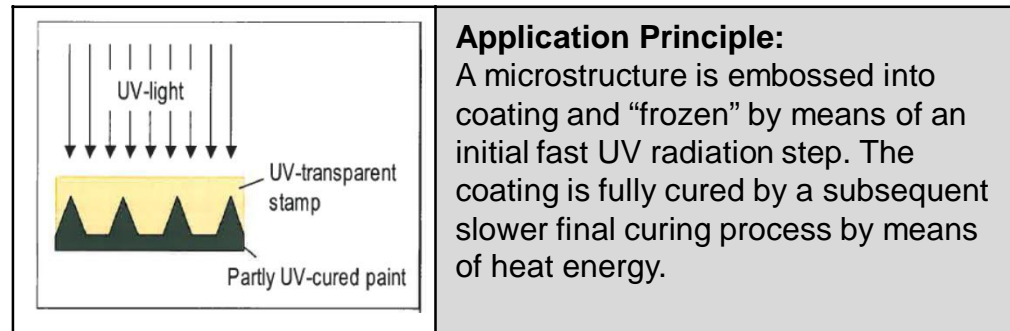 UV-light
UV-transparent
stamp
Partly UV-cured paint
Application Principle:
A microstructure is embossed into
coating and “frozen” by means of an
initial fast UV radiation step. The
coating is fully cured by a subsequent
slower final curing process by means
of heat energy.